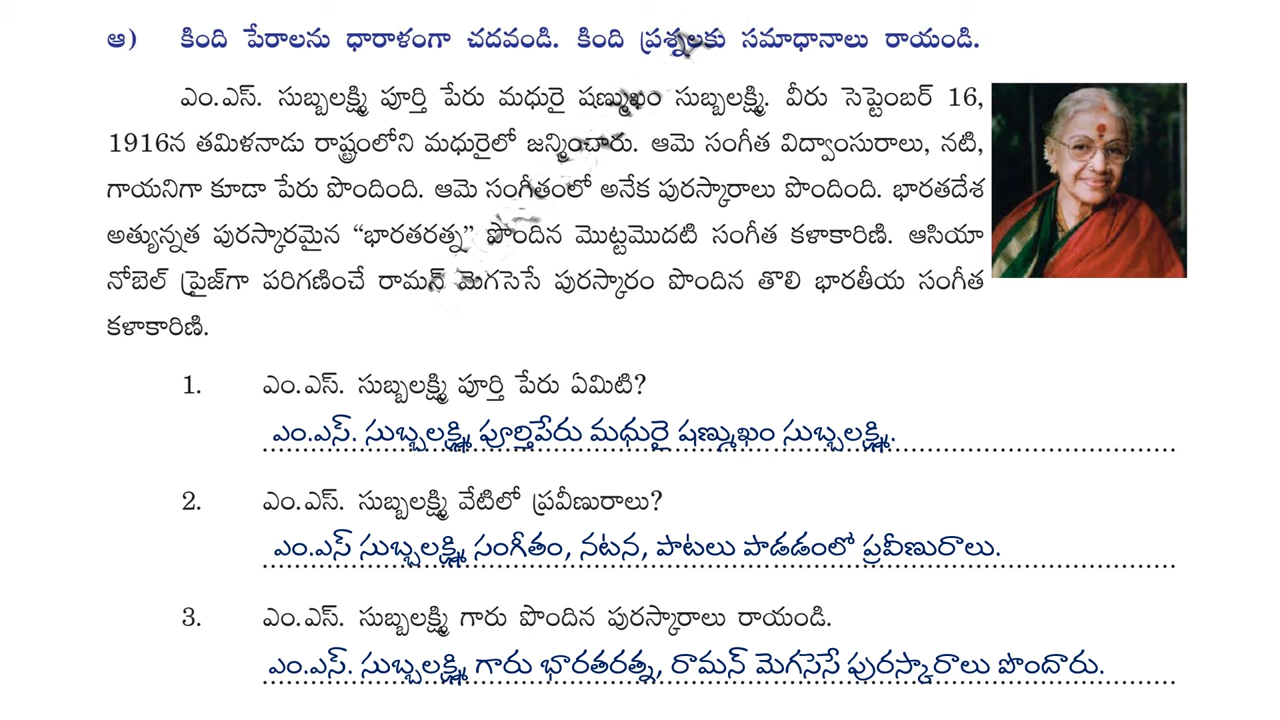 ఆ) కింది పేరాలను ధారాళంగా చదవండి. కింది ప్రశ్నలకు సమాధానాలు రాయండి.
ఎం.ఎస్. సుబ్బలక్ష్మి పూర్తి పేరు మధురై షణ్ముఖం సుబ్బలక్ష్మి. వీరు సెప్టెంబర్ 16,
1916న తమిళనాడు రాష్ట్రంలోని మధురైలో జన్మించారు. ఆమె సంగీత విద్వాంసురాలు, నటి,
గాయనిగా కూడా పేరు పొందింది. ఆమె సంగీతంలో అనేక పురస్కారాలు పొందింది. భారతదేశ
అత్యున్నత పురస్కారమైన “భారతరత్న” పొందిన మొట్టమొదటి సంగీత కళాకారిణి. ఆసియా
నోబెల్ ప్రైజ్‌గా పరిగణించే రామన్ మెగసెసే పురస్కారం పొందిన తొలి భారతీయ సంగీత
కళాకారిణి.
1. ఎం.ఎస్. సుబ్బలక్ష్మి పూర్తి పేరు ఏమిటి?
ఎం.ఎస్. సుబ్బలక్ష్మి పూర్తిపేరు మధురై షణ్ముఖం సుబ్బలక్ష్మి.
2. ఎం.ఎస్. సుబ్బలక్ష్మి వేటిలో ప్రవీణురాలు?
ఎం.ఎస్ సుబ్బలక్ష్మి సంగీతం, నటన, పాటలు పాడడంలో ప్రవీణురాలు.
3. ఎం.ఎస్. సుబ్బలక్ష్మి గారు పొందిన పురస్కారాలు రాయండి.
ఎం.ఎస్. సుబ్బలక్ష్మి గారు భారతరత్న, రామన్ మెగసెసే పురస్కారాలు పొందారు.